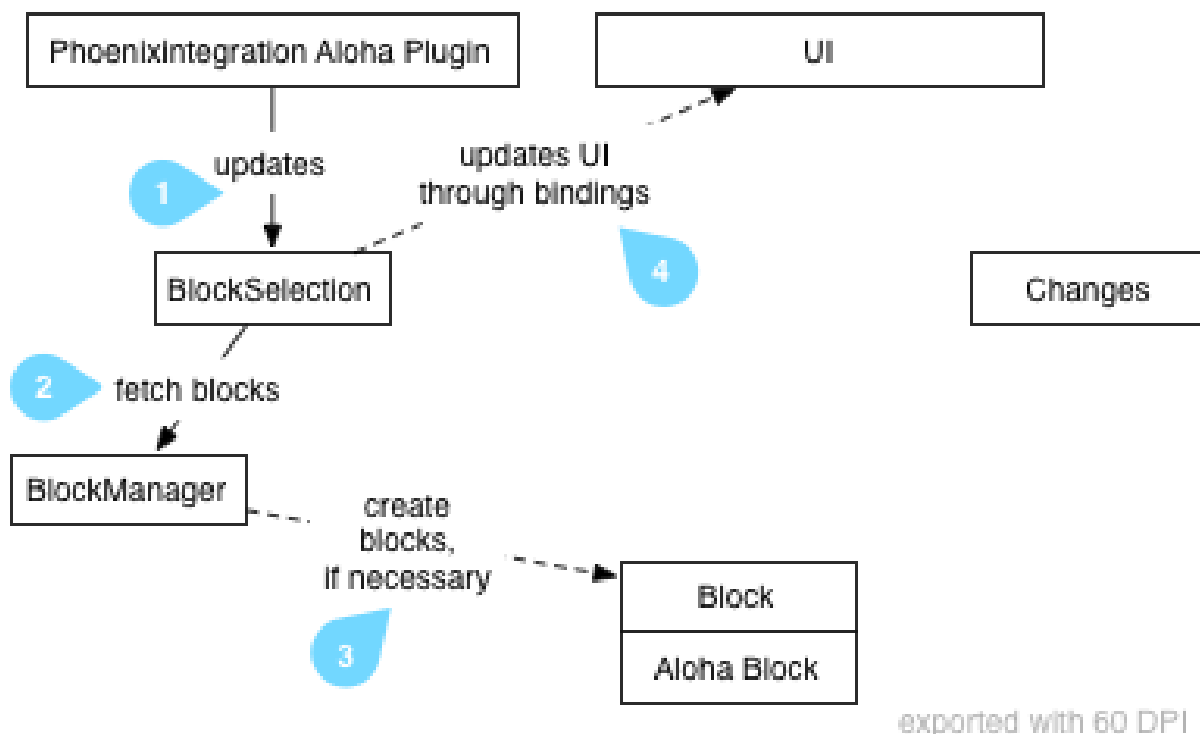 Phoenixintegration Aloha Plugin
UI
updates
1
updates UI
through bindings
4
BlockSelection
Changes
2
fetch blocks
BlockManager
create
blocks,
if necessary
3
Block
Aloha Block
exported with 60 DPI